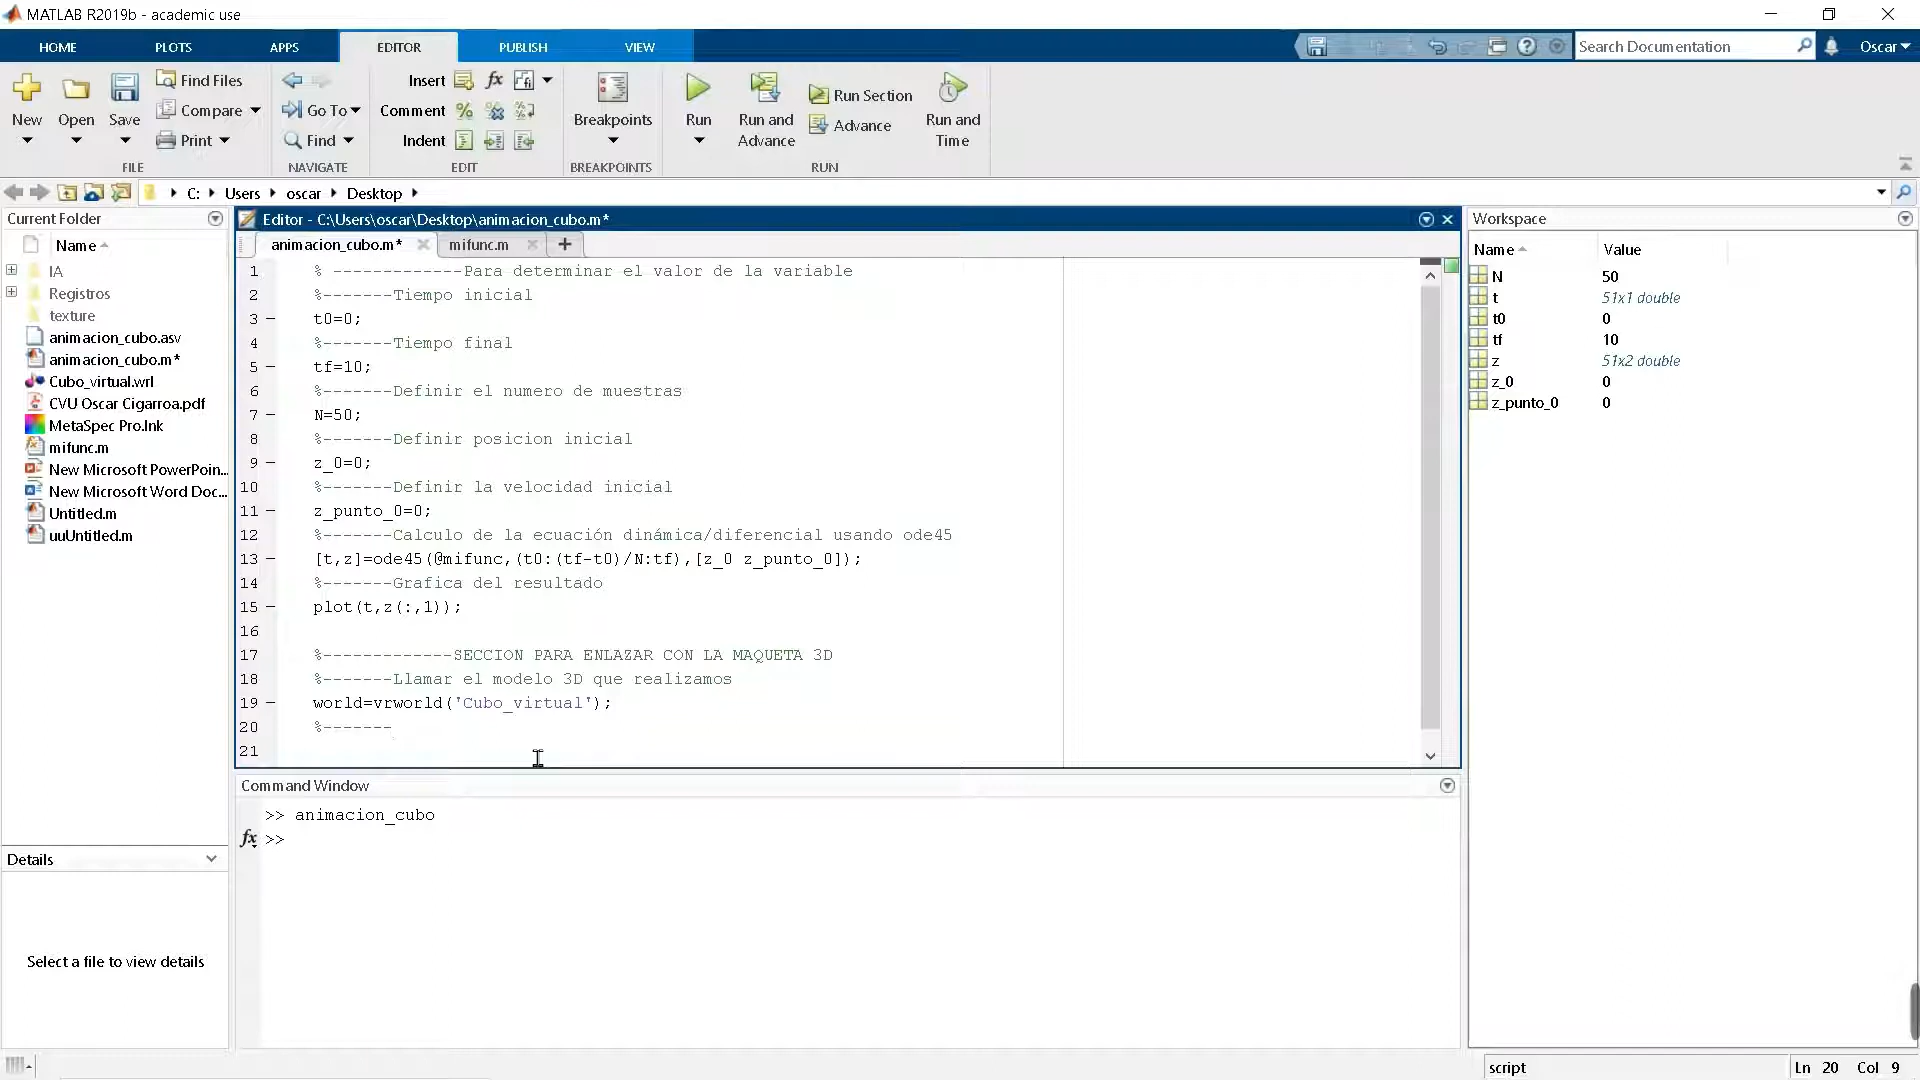 MATLAB R2019b - academic use
HOME PLOTS APPS EDITOR PUBLISH VIEW Search Documentation Oscar
New Open Save Find Files Compare Print FILE
Go To Find NAVIGATE
Insert fx Comment Indent EDIT
Breakpoints BREAKPOINTS
Run Run and Advance Run Section Advance Run and Time RUN
C: Users oscar Desktop
Current Folder
Name
IA
Registros
texture
animacion_cubo.asv
animacion_cubo.m*
Cubo_virtual.wrl
CVU Oscar Cigarroa.pdf
MetaSpec Pro.lnk
mifunc.m
New Microsoft PowerPoin...
New Microsoft Word Doc...
Untitled.m
uuUntitled.m
Details
Select a file to view details
Editor - C:\Users\oscar\Desktop\animacion_cubo.m*
animacion_cubo.m* mifunc.m
1 % -------------Para determinar el valor de la variable
2 %-------Tiempo inicial
3 t0=0;
4 %-------Tiempo final
5 tf=10;
6 %-------Definir el numero de muestras
7 N=50;
8 %-------Definir posicion inicial
9 z_0=0;
10 %-------Definir la velocidad inicial
11 z_punto_0=0;
12 %-------Calculo de la ecuación dinámica/diferencial usando ode45
13 [t,z]=ode45(@mifunc,(t0:(tf-t0)/N:tf),[z_0 z_punto_0]);
14 %-------Grafica del resultado
15 plot(t,z(:,1));
16
17 %-------------SECCION PARA ENLAZAR CON LA MAQUETA 3D
18 %-------Llamar el modelo 3D que realizamos
19 world=vrworld('Cubo_virtual');
20 %-------
21
Command Window
>> animacion_cubo
fx >>
Workspace
Name Value
N 50
t 51x1 double
t0 0
tf 10
z 51x2 double
z_0 0
z_punto_0 0
script Ln 20 Col 9